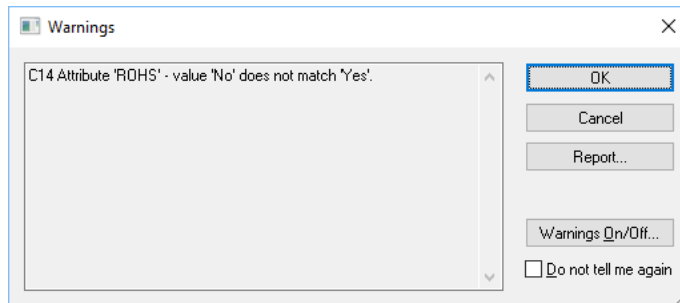 Warnings
C14 Attribute 'ROHS' - value 'No' does not match 'Yes'.
OK
Cancel
Report...
Warnings On/Off...
Do not tell me again